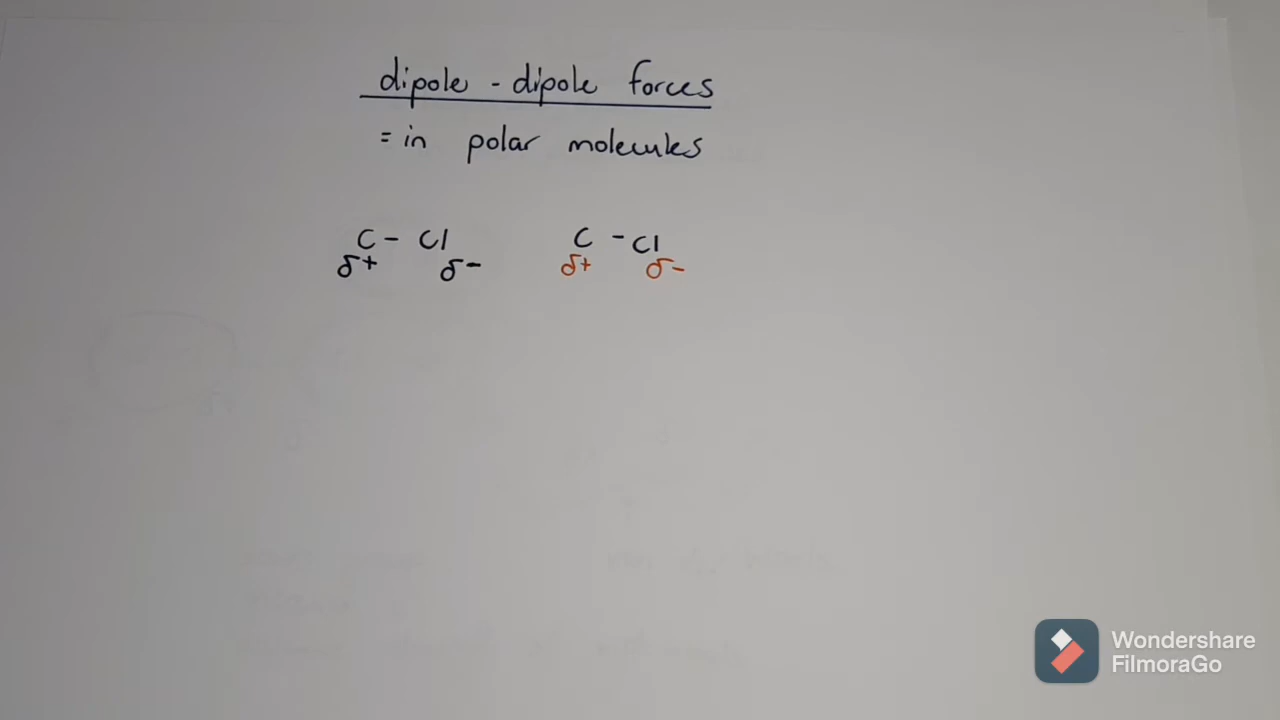 dipole - dipole forces
= in polar molecules
C - Cl C - Cl
δ+ δ- δ+ δ-
Wondershare
FilmoraGo